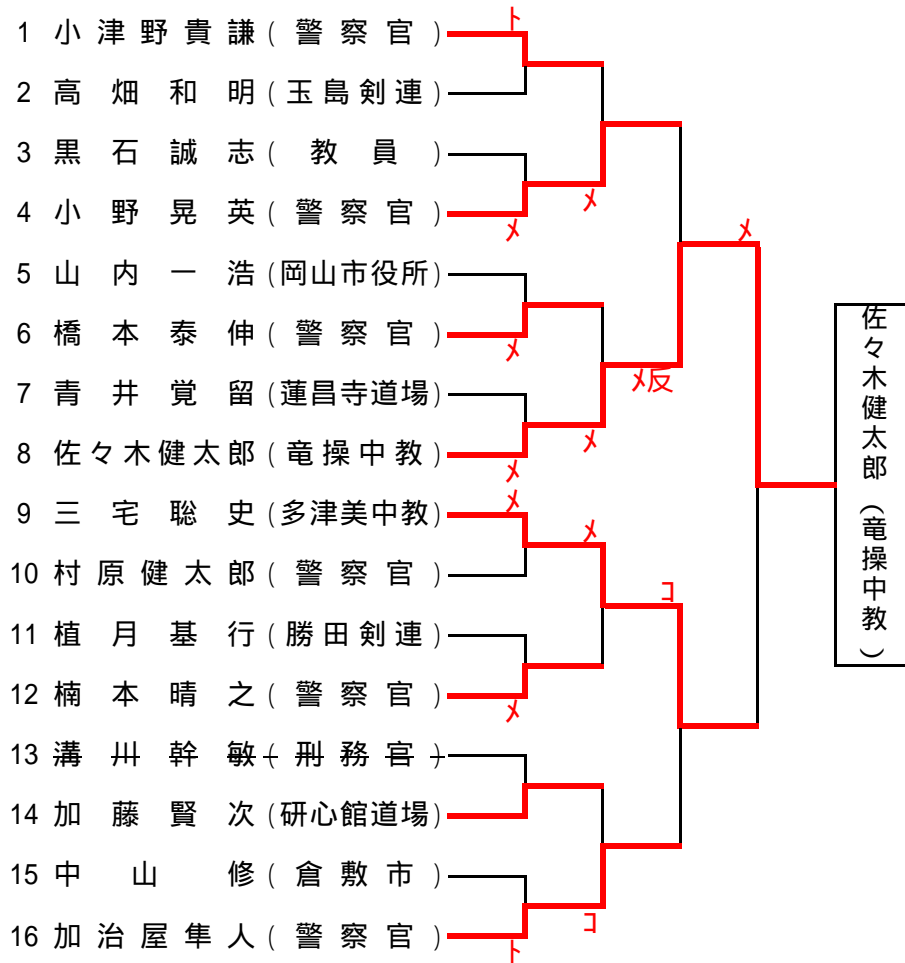 ト
1 小津野貴謙(警察官)
2 高畑和明(玉島剣連)
3 黒石誠志(教員)
4 小野晃英(警察官)
メ
メ
メ
5 山内一浩(岡山市役所)
6 橋本泰伸(警察官)
メ
メ反
7 青井覚留(蓮昌寺道場)
8 佐々木健太郎(竜操中教)
メ
メ
9 三宅聡史(多津美中教)
メ
メ
10 村原健太郎(警察官)
コ
11 植月基行(勝田剣連)
12 楠本晴之(警察官)
メ
13 溝川幹敏(刑務官)
14 加藤賢次(研心館道場)
15 中山修(倉敷市)
16 加治屋隼人(警察官)
コ
ト
佐々木健太郎(竜操中教)